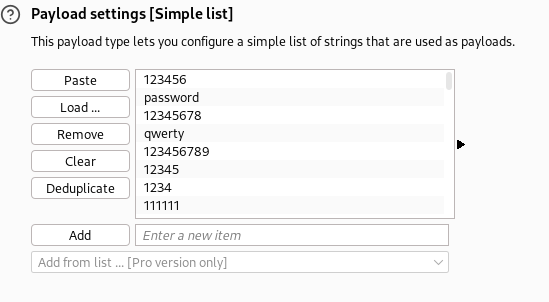 Payload settings [Simple list]
This payload type lets you configure a simple list of strings that are used as payloads.
Paste
Load ...
Remove
Clear
Deduplicate
123456
password
12345678
qwerty
123456789
12345
1234
111111
Add
Enter a new item
Add from list ... [Pro version only]